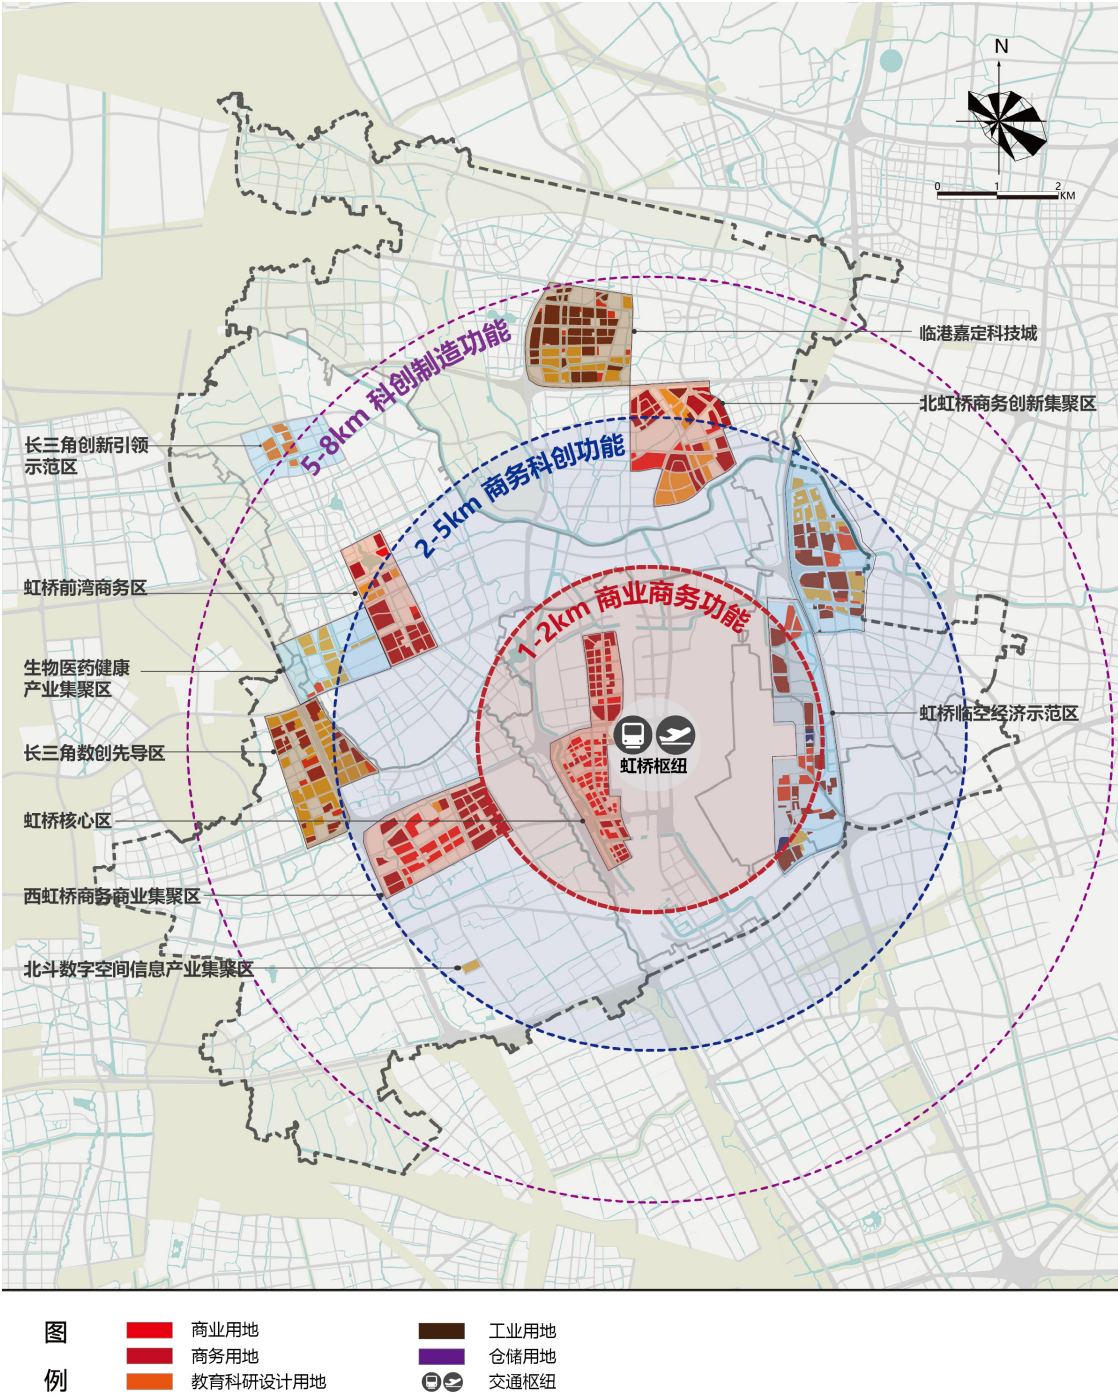 N
0 1 2
KM
临港嘉定科技城
5-8km 科创制造功能
北虹桥商务创新集聚区
长三角创新引领
示范区
2-5km 商务科创功能
虹桥前湾商务区
1-2km 商业商务功能
生物医药健康
产业集聚区
虹桥临空经济示范区
长三角数创先导区
虹桥枢纽
虹桥核心区
西虹桥商务商业集聚区
北斗数字空间信息产业集聚区
图
例
商业用地
商务用地
教育科研设计用地
工业用地
仓储用地
交通枢纽